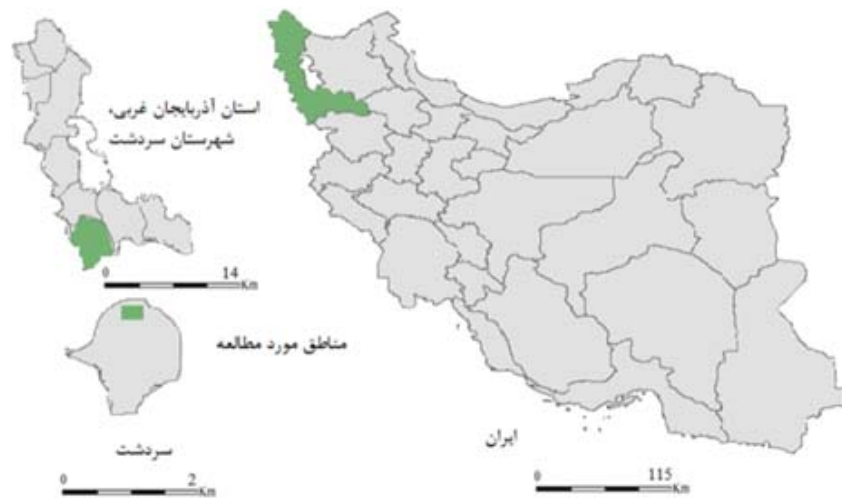 استان آذربایجان غربی،
شهرستان سردشت
0 14
Km
مناطق مورد مطالعه
سردشت
0 2
Km
ایران
0 115
Km